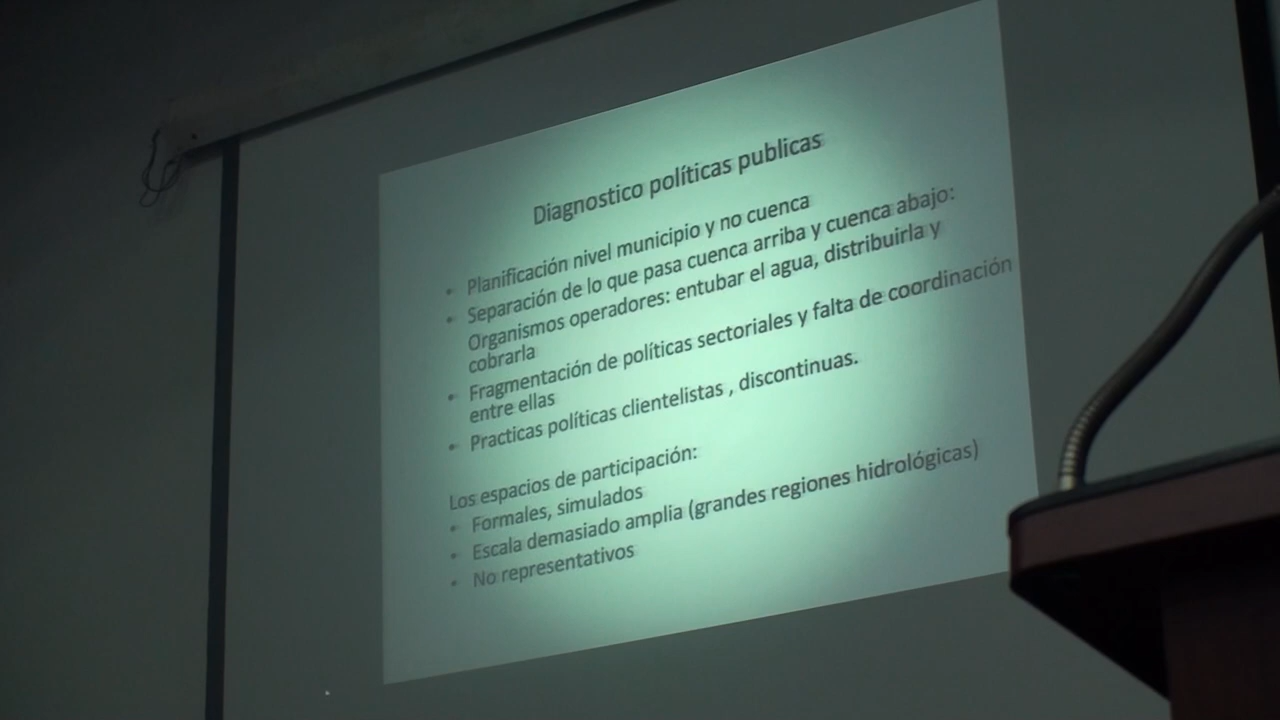 Diagnostico políticas publicas
• Planificación nivel municipio y no cuenca
• Separación de lo que pasa cuenca arriba y cuenca abajo:
Organismos operadores: entubar el agua, distribuirla y
cobrarla
• Fragmentación de políticas sectoriales y falta de coordinación
entre ellas
• Practicas políticas clientelistas , discontinuas.
Los espacios de participación:
• Formales, simulados
• Escala demasiado amplia (grandes regiones hidrológicas)
• No representativos